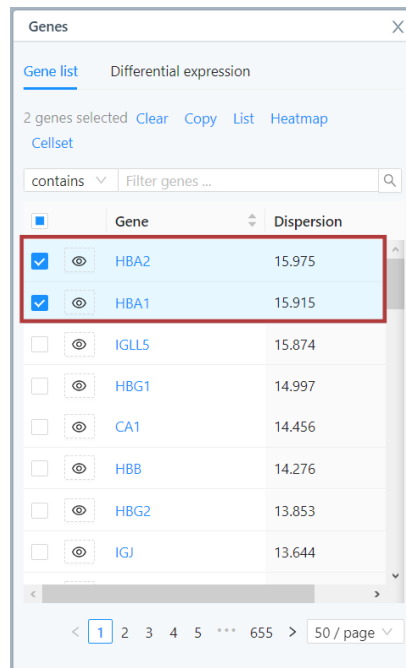 Genes
Gene list Differential expression
2 genes selected Clear Copy List Heatmap
Cellset
contains Filter genes ...
Gene Dispersion
HBA2 15.975
HBA1 15.915
IGLL5 15.874
HBG1 14.997
CA1 14.456
HBB 14.276
HBG2 13.853
IGJ 13.644
< 1 2 3 4 5 ••• 655 > 50 / page